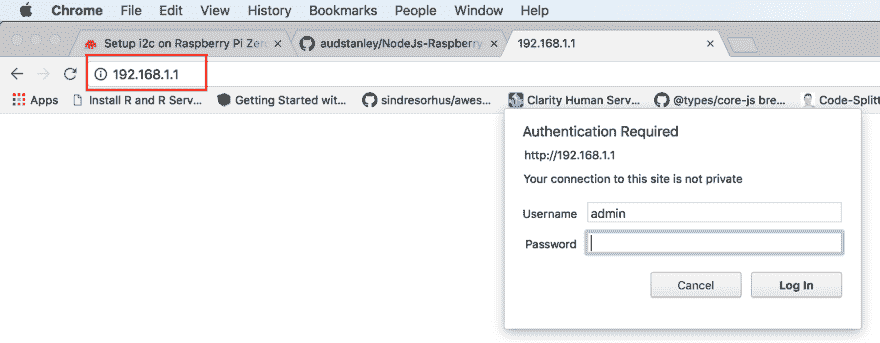 Chrome File Edit View History Bookmarks People Window Help
Setup i2c on Raspberry Pi Zero audstanley/NodeJs-Raspberry 192.168.1.1
192.168.1.1
Apps Install R and R Serv... Getting Started wit... sindresorhus/awes... Clarity Human Serv... @types/core-js bre... Code-Splitt
Authentication Required
http://192.168.1.1
Your connection to this site is not private
Username admin
Password
Cancel Log In